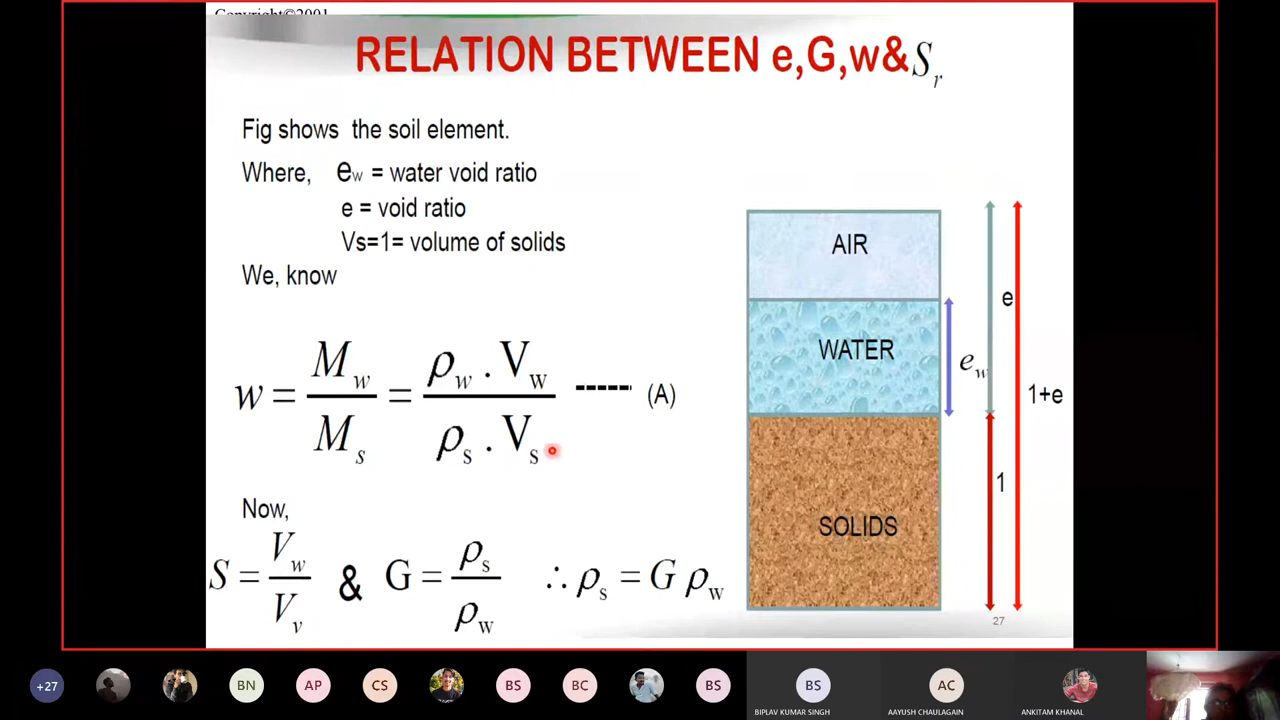 Copyright©2001
RELATION BETWEEN e,G,w&S_r
Fig shows the soil element.
Where, e_w = water void ratio
e = void ratio
Vs=1= volume of solids
We, know
w = M_w / M_s = ρ_w . V_w / ρ_s . V_s ----- (A)
Now,
S = V_w / V_v & G = ρ_s / ρ_w ∴ ρ_s = G ρ_w
AIR
WATER
SOLIDS
e
e_w
1+e
1
27
+27
BN
AP
CS
BS
BC
BS
BS
BIPLAV KUMAR SINGH
AC
AAYUSH CHAULAGAIN
ANKITAM KHANAL